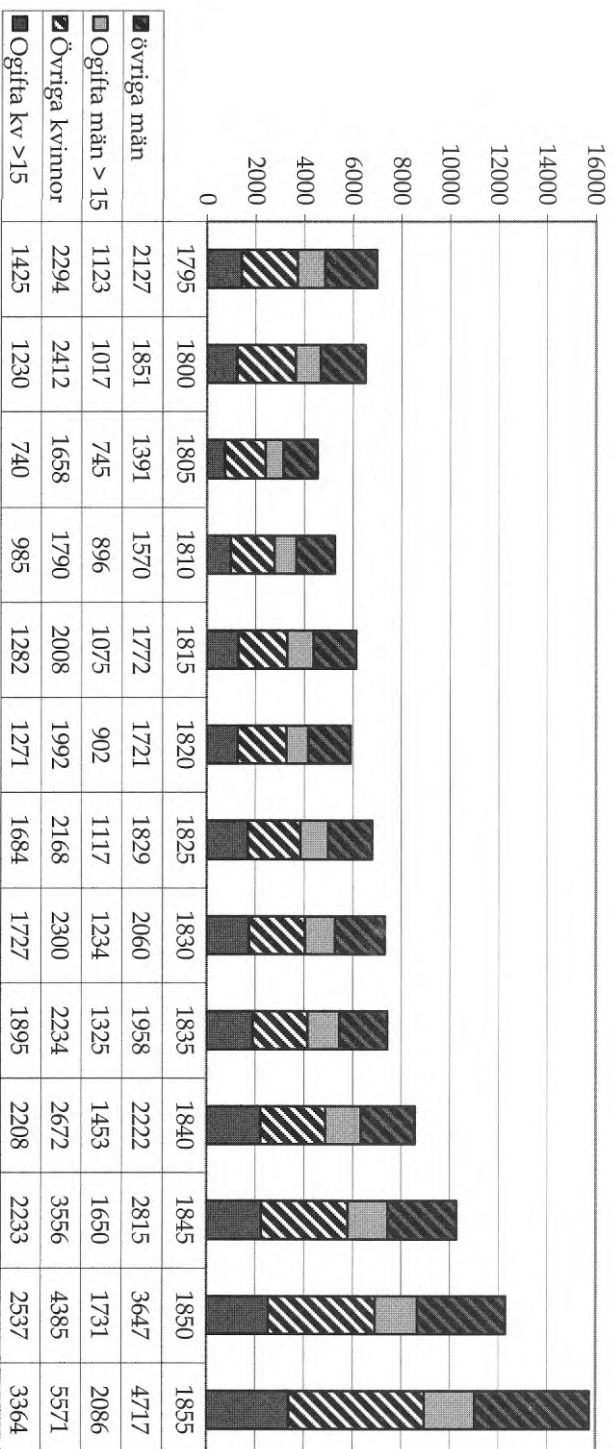 16000
14000
12000
10000
8000
6000
4000
2000
0
1795 1800 1805 1810 1815 1820 1825 1830 1835 1840 1845 1850 1855
övriga män 2127 1851 1391 1570 1772 1721 1829 2060 1958 2222 2815 3647 4717
Ogifta män > 15 1123 1017 745 896 1075 902 1117 1234 1325 1453 1650 1731 2086
Övriga kvinnor 2294 2412 1658 1790 2008 1992 2168 2300 2234 2672 3556 4385 5571
Ogifta kv >15 1425 1230 740 985 1282 1271 1684 1727 1895 2208 2233 2537 3364